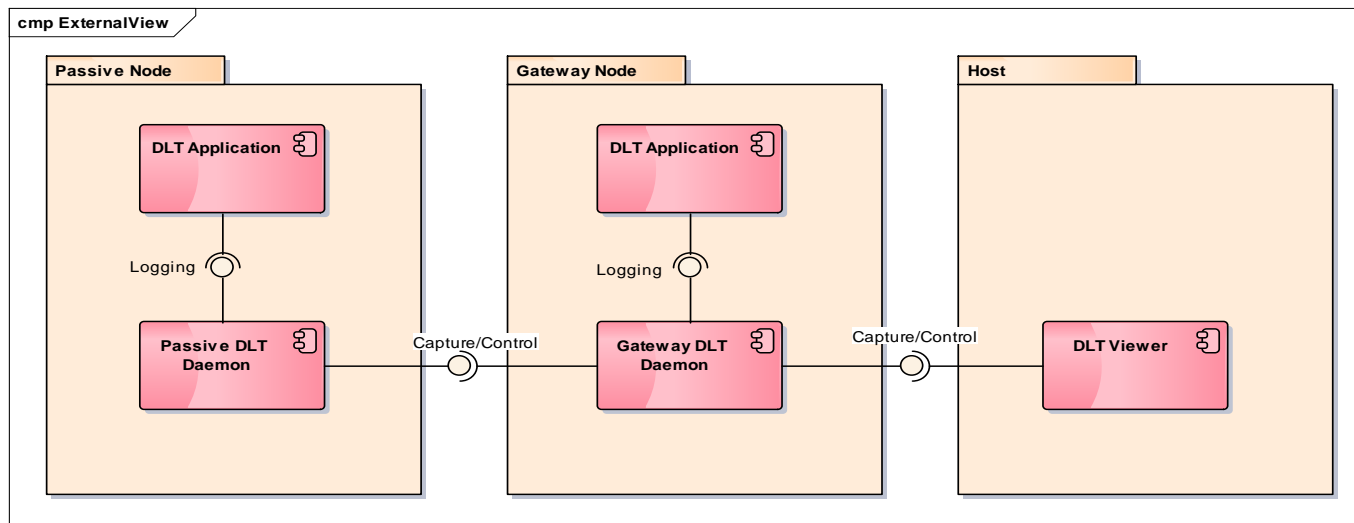 cmp ExternalView
Passive Node
Gateway Node
Host
DLT Application
DLT Application
Logging
Logging
Passive DLT
Daemon
Capture/Control
Gateway DLT
Daemon
Capture/Control
DLT Viewer